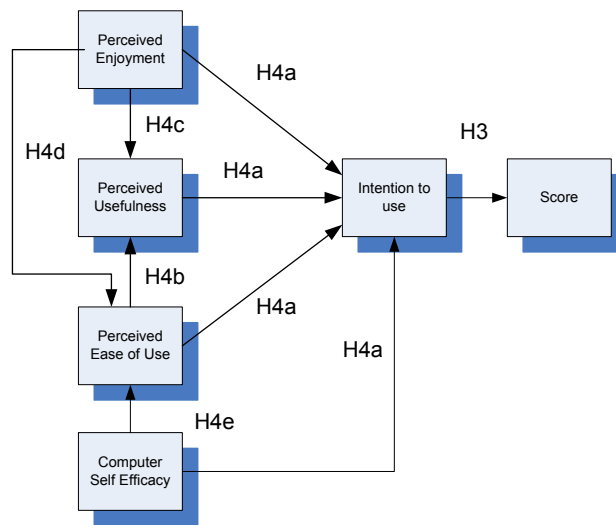 Perceived
Enjoyment
H4a
H4c
H3
H4d
H4a
Perceived
Usefulness
Intention to
use
Score
H4b
H4a
Perceived
Ease of Use
H4a
H4e
Computer
Self Efficacy